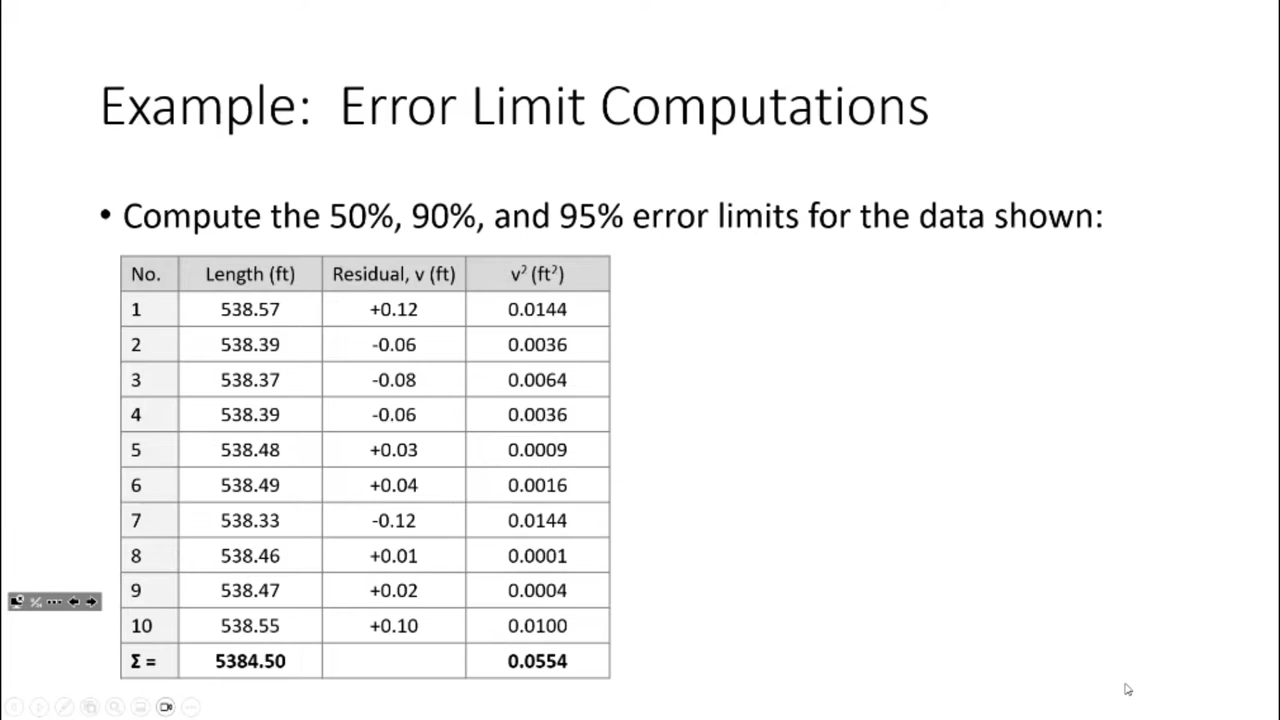 Example: Error Limit Computations
• Compute the 50%, 90%, and 95% error limits for the data shown:
No. Length (ft) Residual, v (ft) v² (ft²)
1 538.57 +0.12 0.0144
2 538.39 -0.06 0.0036
3 538.37 -0.08 0.0064
4 538.39 -0.06 0.0036
5 538.48 +0.03 0.0009
6 538.49 +0.04 0.0016
7 538.33 -0.12 0.0144
8 538.46 +0.01 0.0001
9 538.47 +0.02 0.0004
10 538.55 +0.10 0.0100
Σ = 5384.50 0.0554